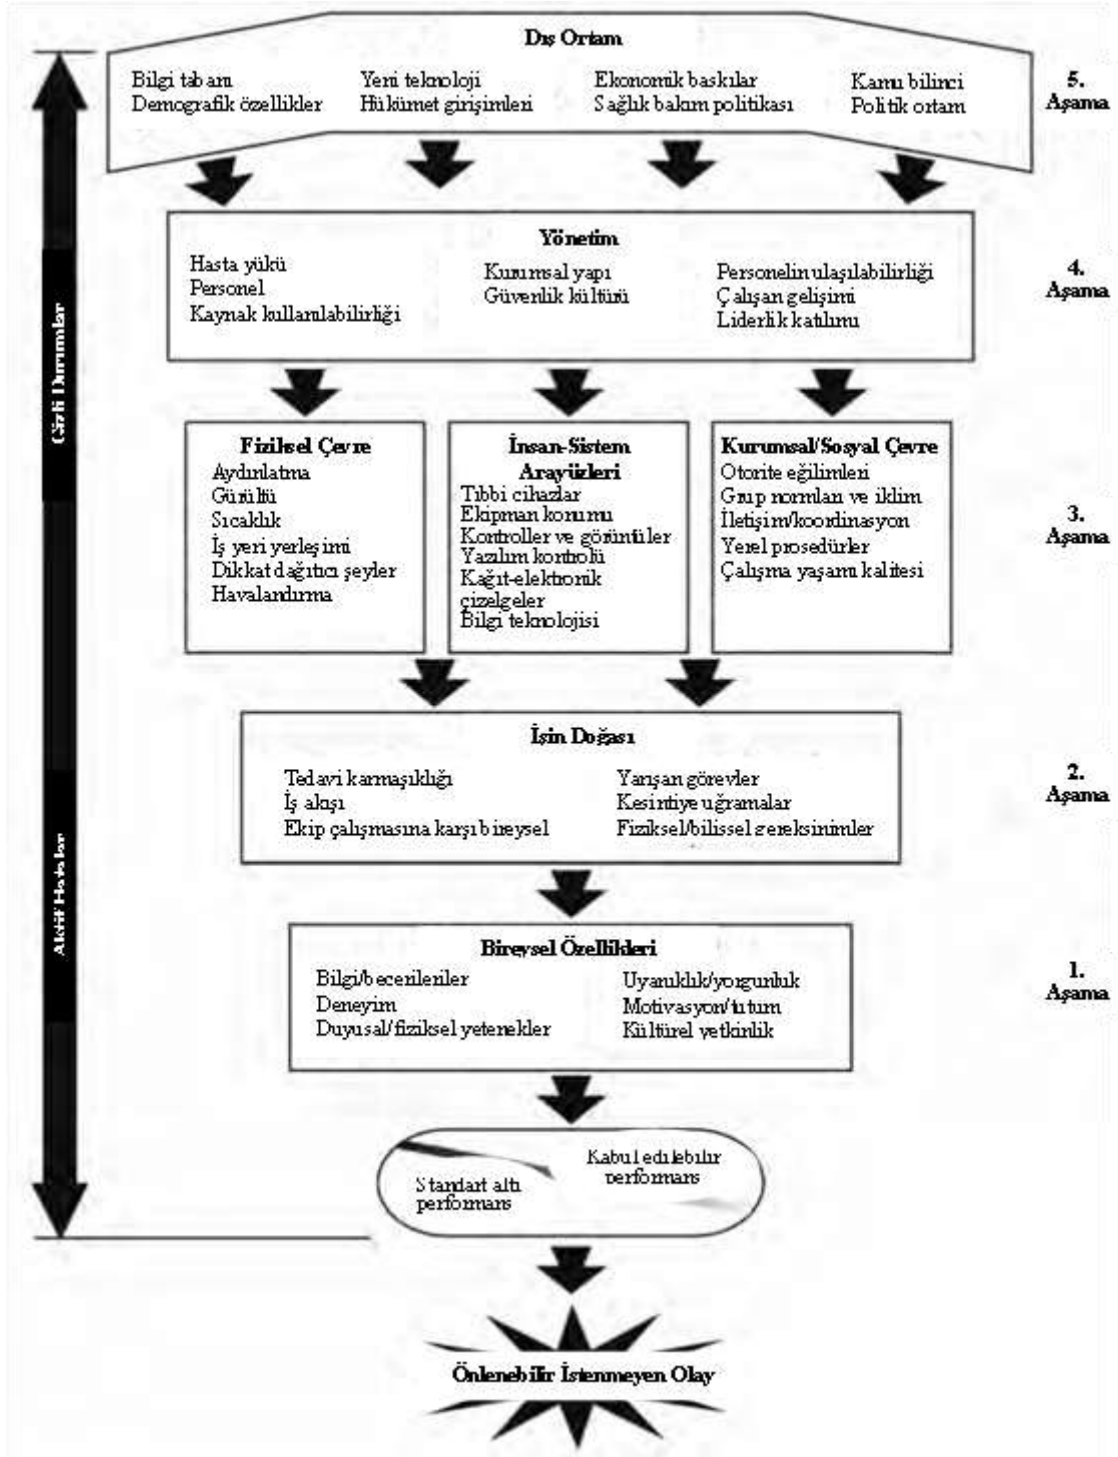 Dış Ortam
Bilgi tabanı
Demografik özellikler
Yeni teknoloji
Hükümet girişimleri
Ekonomik baskılar
Sağlık bakım politikası
Kamu bilinci
Politik ortam
5.
Aşama
Yönetim
Hasta yükü
Personel
Kaynak kullanılabilirliği
Kurumsal yapı
Güvenlik kültürü
Personelin ulaşılabilirliği
Çalışan gelişimi
Liderlik katılımı
4.
Aşama
Gizli Durumlar
Fiziksel Çevre
Aydınlatma
Gürültü
Sıcaklık
İş yeri yerleşimi
Dikkat dağıtıcı şeyler
Havalandırma
İnsan-Sistem
Arayüzleri
Tıbbi cihazlar
Ekipman konumu
Kontroller ve görüntüler
Yazılım kontrolü
Kağıt-elektronik
çizelgeler
Bilgi teknolojisi
Kurumsal/Sosyal Çevre
Otorite eğilimleri
Grup normları ve iklim
İletişim/koordinasyon
Yerel prosedürler
Çalışma yaşamı kalitesi
3.
Aşama
İşin Doğası
Tedavi karmaşıklığı
İş akışı
Ekip çalışmasına karşı bireysel
Yarışan görevler
Kesintiye uğramalar
Fiziksel/bilissel gereksinimler
2.
Aşama
Aktif Hatalar
Bireysel Özellikleri
Bilgi/becerileriler
Deneyim
Duyusal/fiziksel yetenekler
Uyanıklık/yorgunluk
Motivasyon/tutum
Kültürel yetkinlik
1.
Aşama
Standart altı
performans
Kabul edilebilir
performans
Önlenebilir İstenmeyen Olay